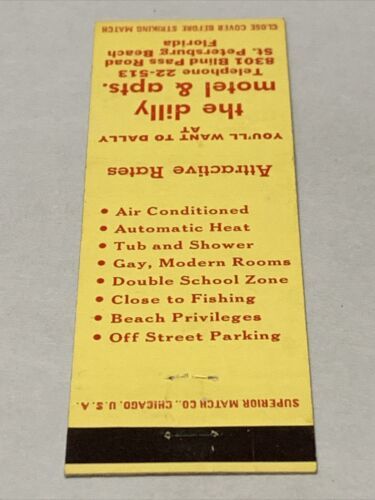 CLOSE COVER BEFORE STRIKING MATCH
YOU'LL WANT TO DALLY
AT
the dilly
motel & apts.
Telephone 22-513
8301 Blind Pass Road
St. Petersburg Beach
Florida
Attractive Rates
• Air Conditioned
• Automatic Heat
• Tub and Shower
• Gay, Modern Rooms
• Double School Zone
• Close to Fishing
• Beach Privileges
• Off Street Parking
SUPERIOR MATCH CO., CHICAGO, U.S.A.